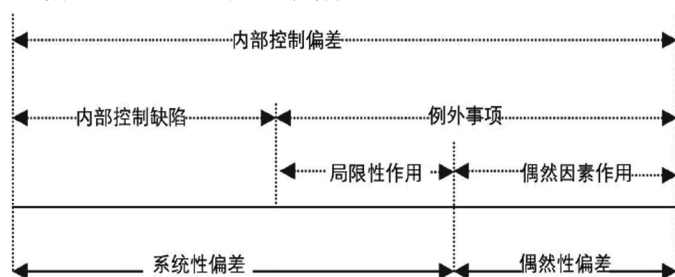 内部控制偏差
内部控制缺陷
例外事项
局限性作用
偶然因素作用
系统性偏差
偶然性偏差